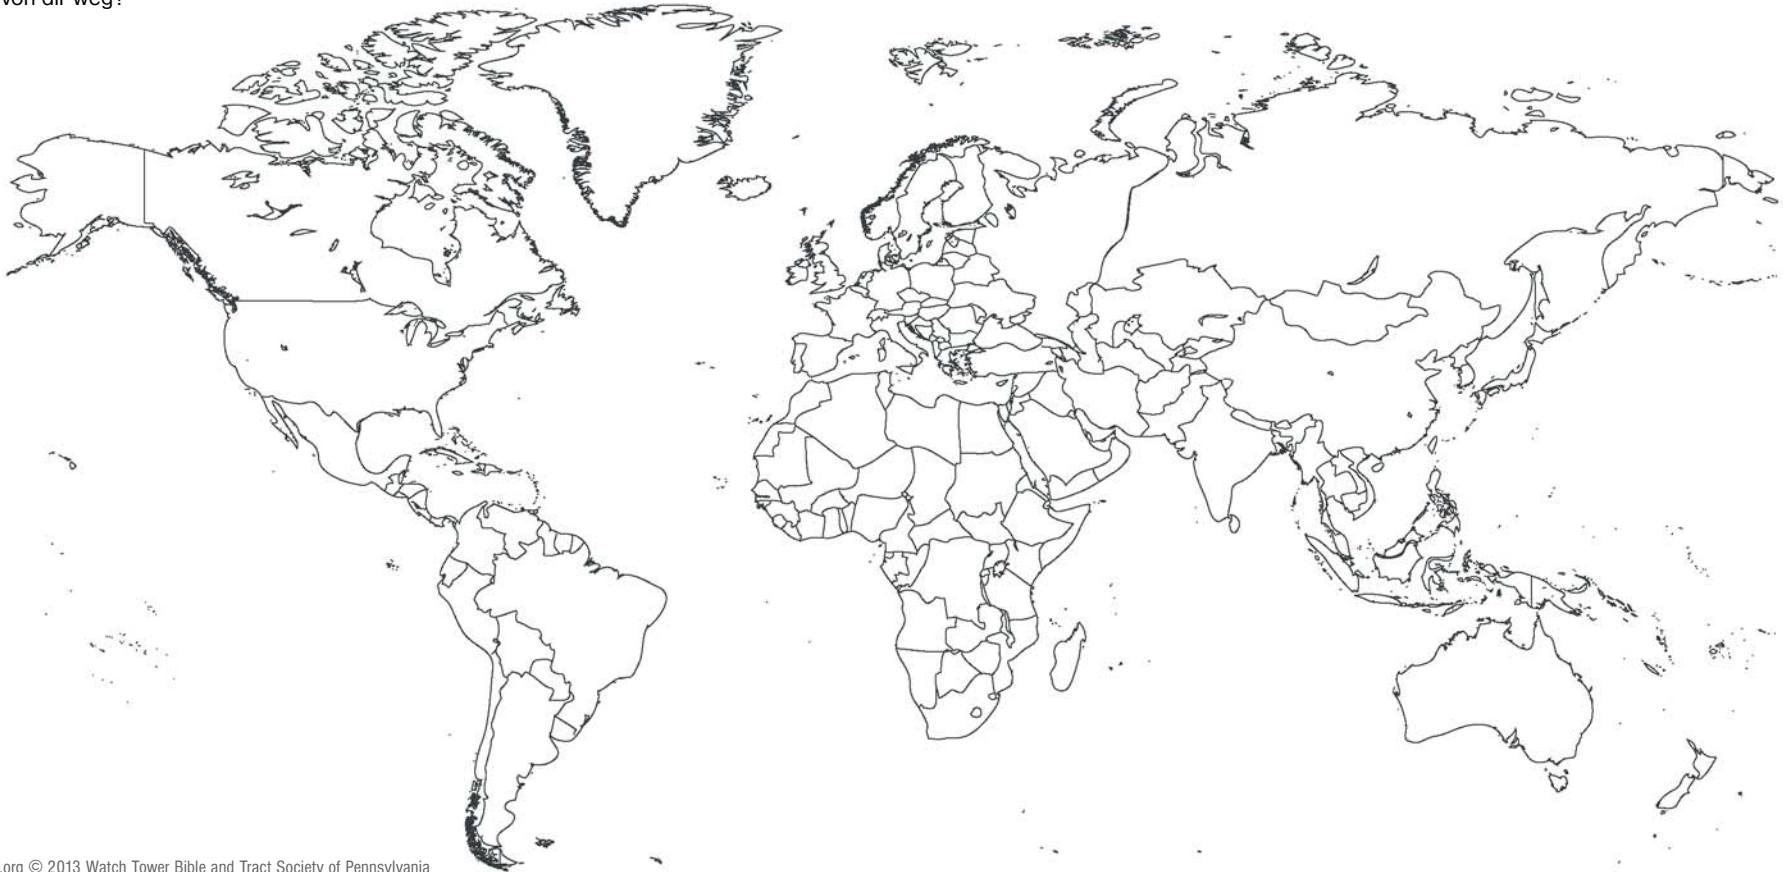 von dir weg?
.org © 2013 Watch Tower Bible and Tract Society of Pennsylvania